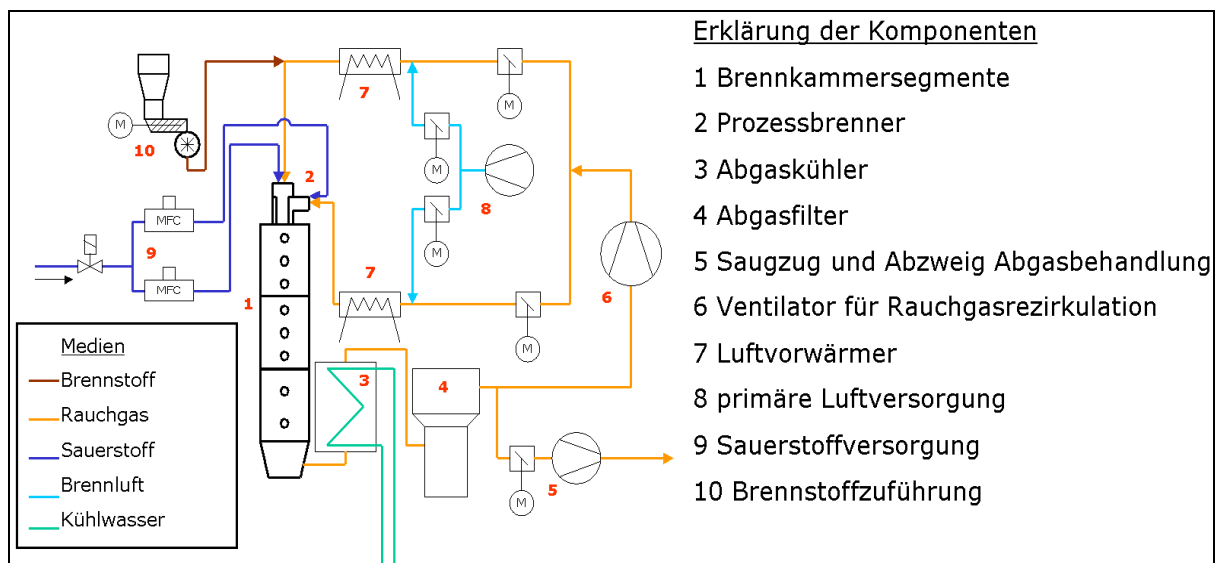 M
10
2
7
M
M
8
M
MFC
9
MFC
7
6
1
M
3
4
M
5
Medien
Brennstoff
Rauchgas
Sauerstoff
Brennluft
Kühlwasser
Erklärung der Komponenten
1 Brennkammersegmente
2 Prozessbrenner
3 Abgaskühler
4 Abgasfilter
5 Saugzug und Abzweig Abgasbehandlung
6 Ventilator für Rauchgasrezirkulation
7 Luftvorwärmer
8 primäre Luftversorgung
9 Sauerstoffversorgung
10 Brennstoffzuführung